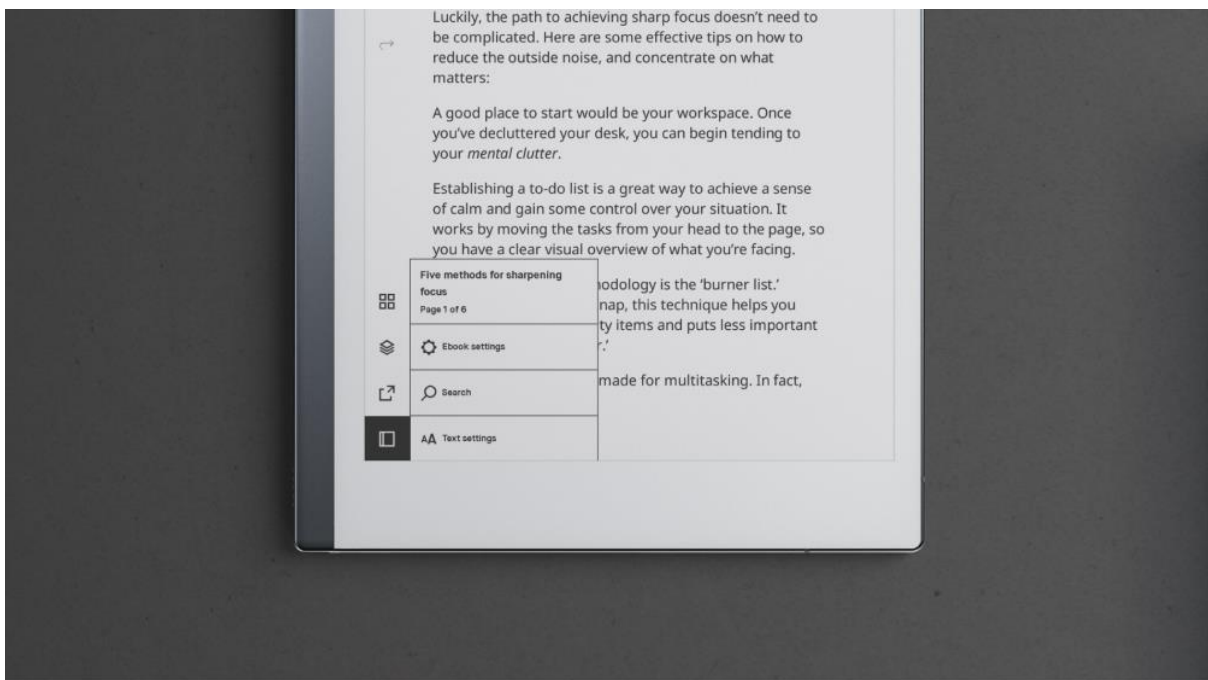 Luckily, the path to achieving sharp focus doesn't need to
be complicated. Here are some effective tips on how to
reduce the outside noise, and concentrate on what
matters:
A good place to start would be your workspace. Once
you've decluttered your desk, you can begin tending to
your mental clutter.
Establishing a to-do list is a great way to achieve a sense
of calm and gain some control over your situation. It
works by moving the tasks from your head to the page, so
you have a clear visual overview of what you're facing.
is the 'burner list.'
this technique helps you
items and puts less important
made for multitasking. In fact,
Five methods for sharpening
focus
Page 1 of 6
Ebook settings
Search
AA Text settings